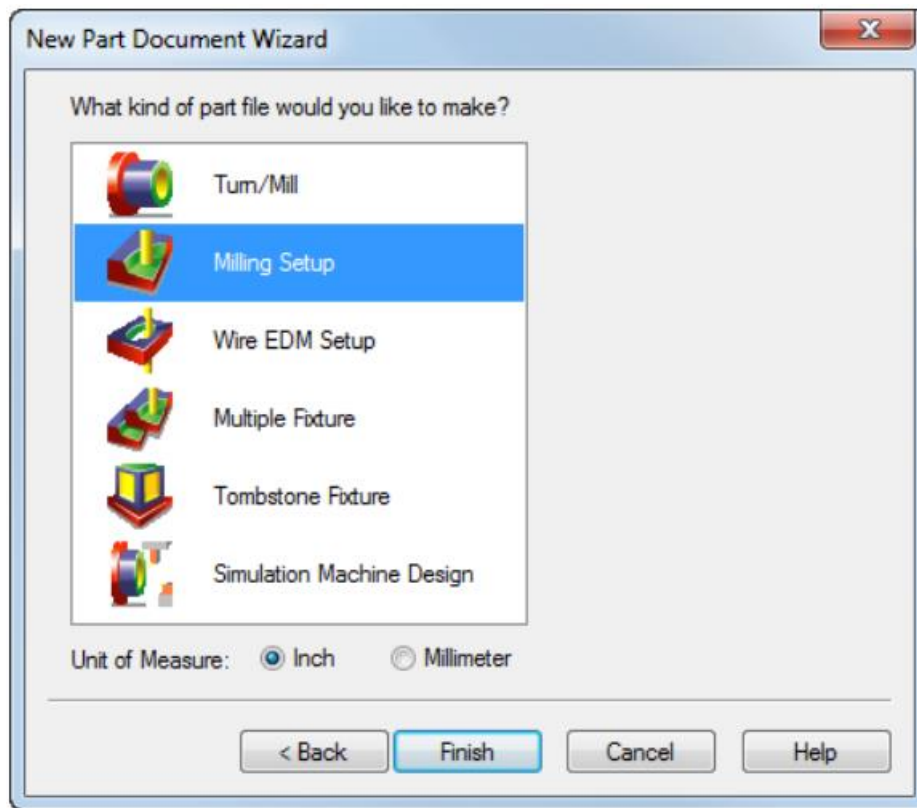 New Part Document Wizard
What kind of part file would you like to make?
Turn/Mill
Milling Setup
Wire EDM Setup
Multiple Fixture
Tombstone Fixture
Simulation Machine Design
Unit of Measure: Inch Millimeter
< Back Finish Cancel Help